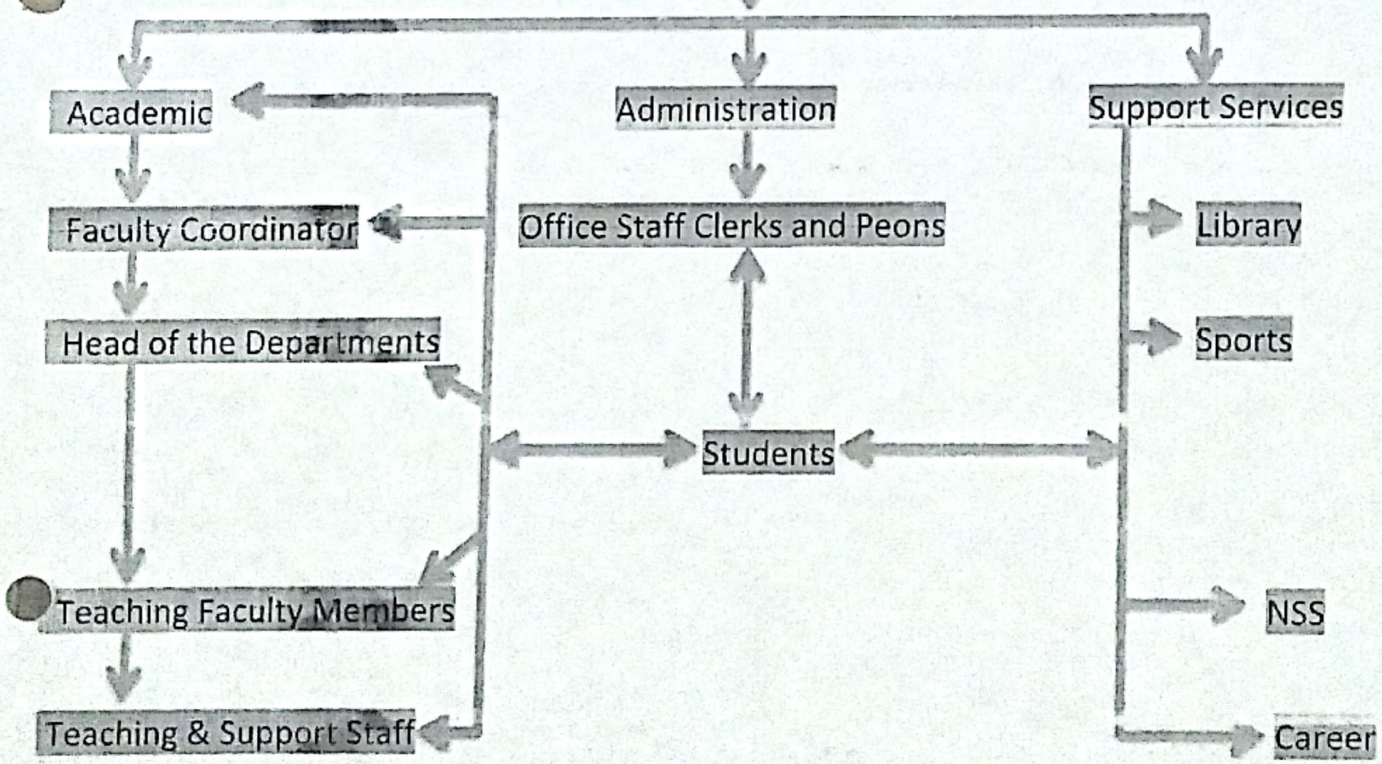 Academic
Administration
Support Services
Faculty Coordinator
Office Staff Clerks and Peons
Library
Head of the Departments
Sports
Students
Teaching Faculty Members
NSS
Teaching & Support Staff
Career